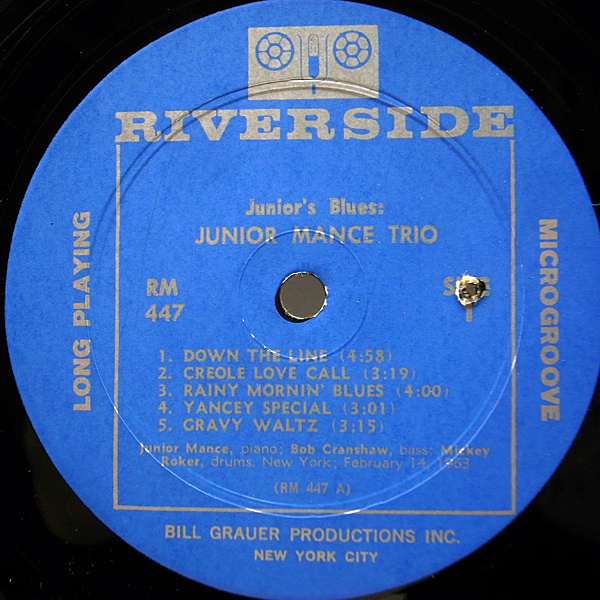 RIVERSIDE
Junior's Blues:
JUNIOR MANCE TRIO
LONG PLAYING
MICROGROOVE
RM
447
1
1. DOWN THE LINE (4:58)
2. CREOLE LOVE CALL (3:19)
3. RAINY MORNIN' BLUES (4:00)
4. YANCEY SPECIAL (3:01)
5. GRAVY WALTZ (3:15)
Junior Mance, piano; Bob Cranshaw, bass; Mickey
Roker, drums. New York; February 14, 1963
(RM 447 A)
BILL GRAUER PRODUCTIONS INC.
NEW YORK CITY